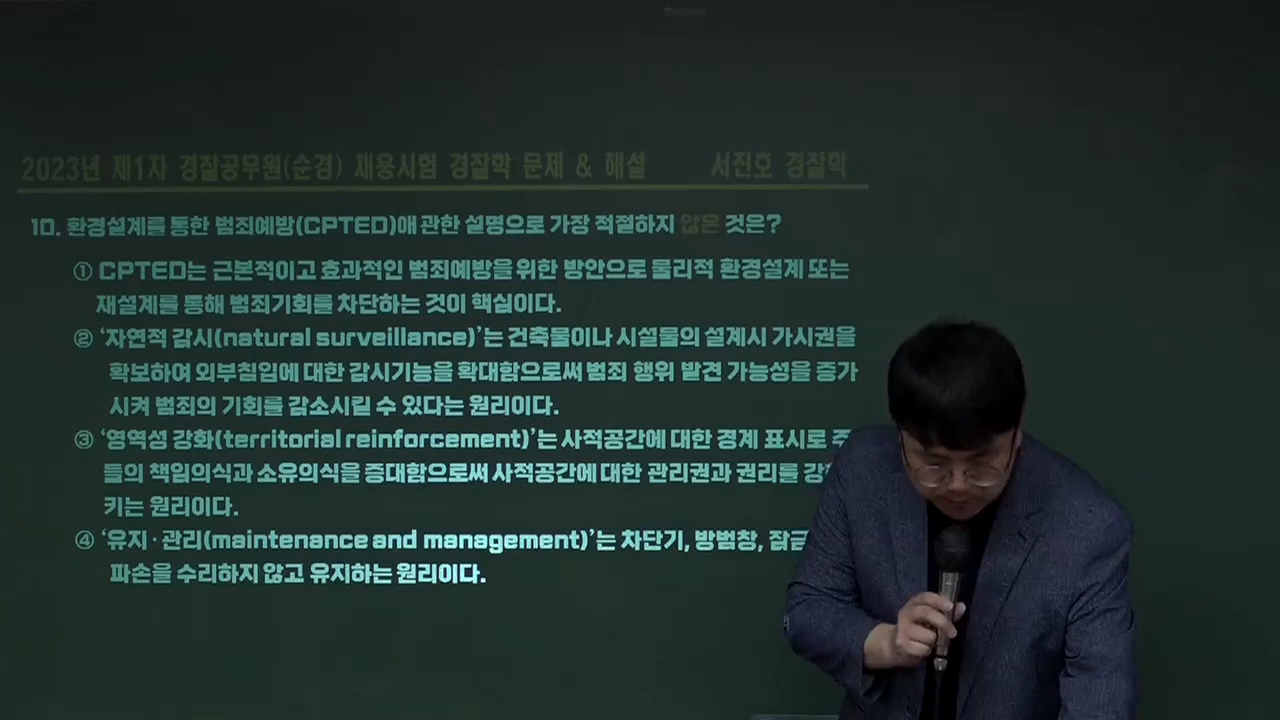 2023년 제1차 경찰공무원(순경) 채용시험 경찰학 문제 & 해설 서진호 경찰학
10. 환경설계를 통한 범죄예방(CPTED)애 관한 설명으로 가장 적절하지 않은 것은?
① CPTED는 근본적이고 효과적인 범죄예방을 위한 방안으로 물리적 환경설계 또는
재설계를 통해 범죄기회를 차단하는 것이 핵심이다.
② ‘자연적 감시(natural surveillance)’는 건축물이나 시설물의 설계시 가시권을
확보하여 외부침입에 대한 감시기능을 확대함으로써 범죄 행위 발견 가능성을 증가
시켜 범죄의 기회를 감소시킬 수 있다는 원리이다.
③ ‘영역성 강화(territorial reinforcement)’는 사적공간에 대한 경계 표시로
들의 책임의식과 소유의식을 증대함으로써 사적공간에 대한 관리권과 권리를
키는 원리이다.
④ ‘유지·관리(maintenance and management)’는 차단기, 방범창, 잠금
파손을 수리하지 않고 유지하는 원리이다.